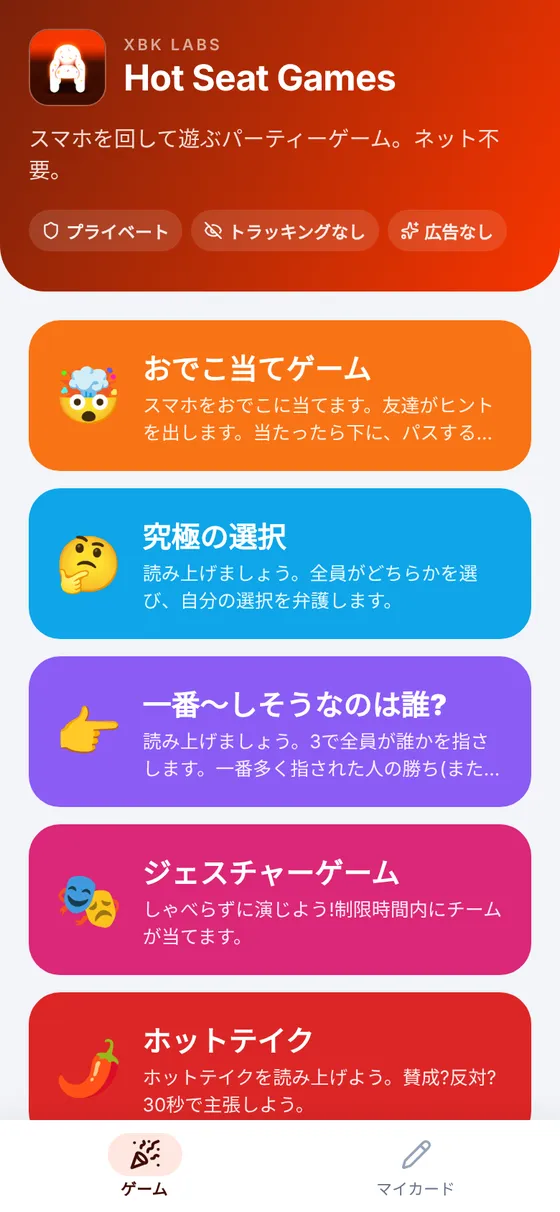 XBK LABS
Hot Seat Games
スマホを回して遊ぶパーティーゲーム。ネット不
要。
プライベート
トラッキングなし
広告なし
おでこ当てゲーム
スマホをおでこに当てます。友達がヒント
を出します。当たったら下に、パスする...
究極の選択
読み上げましょう。全員がどちらかを選
び、自分の選択を弁護します。
一番〜しそうなのは誰?
読み上げましょう。3で全員が誰かを指さ
します。一番多く指された人の勝ち(また...
ジェスチャーゲーム
しゃべらずに演じよう!制限時間内にチーム
が当てます。
ホットテイク
ホットテイクを読み上げよう。賛成?反対?
30秒で主張しよう。
ゲーム
マイカード